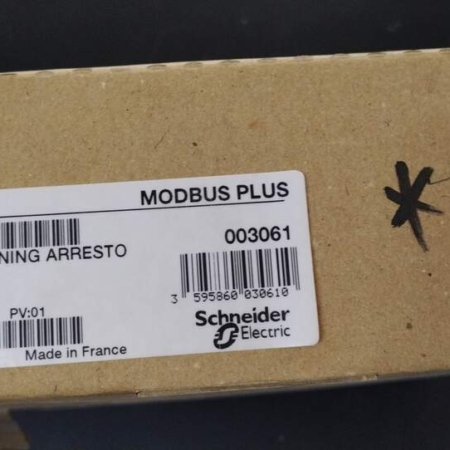 MODBUS PLUS
003061
NING ARRESTO
3 595860 030610
PV:01
Schneider
Electric
Made in France